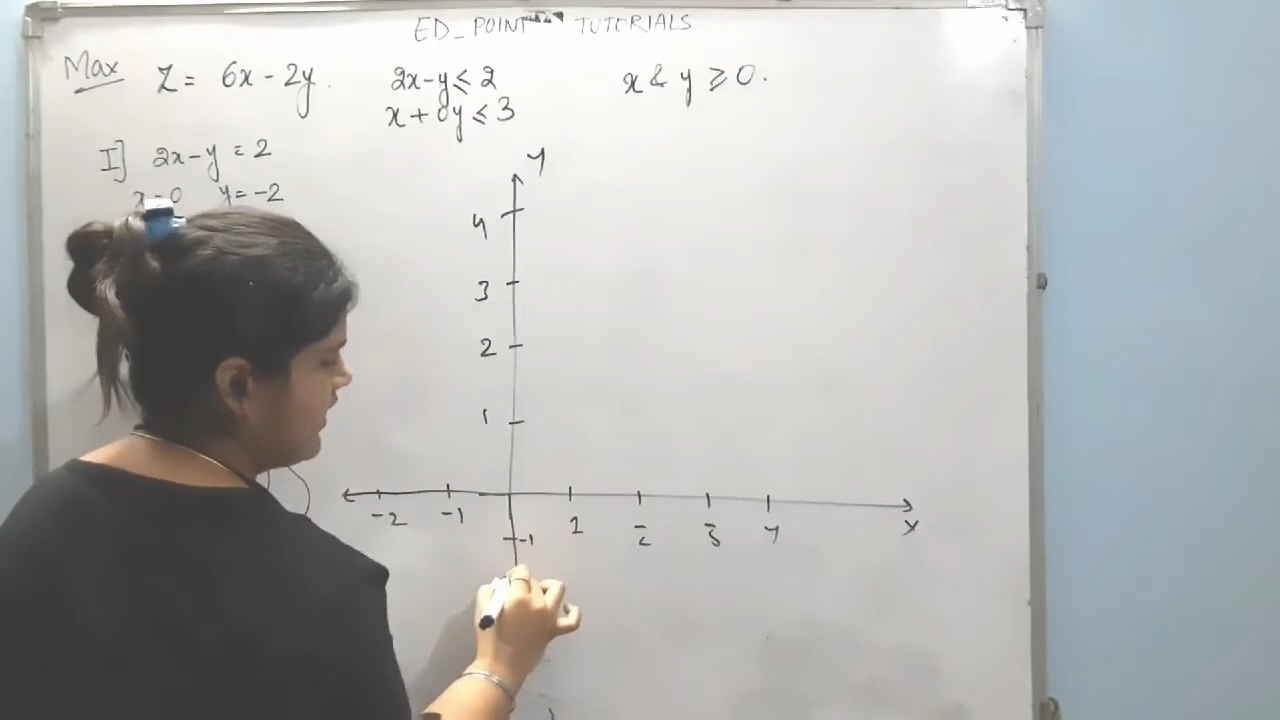 ED_POINT TUTORIALS
Max Z = 6x - 2y. 2x-y ≤ 2 x & y ≥ 0.
x + 0y ≤ 3
I] 2x-y = 2
x=0 y = -2
y
4
3
2
1
-2 -1 1 2 3 4 x
-1